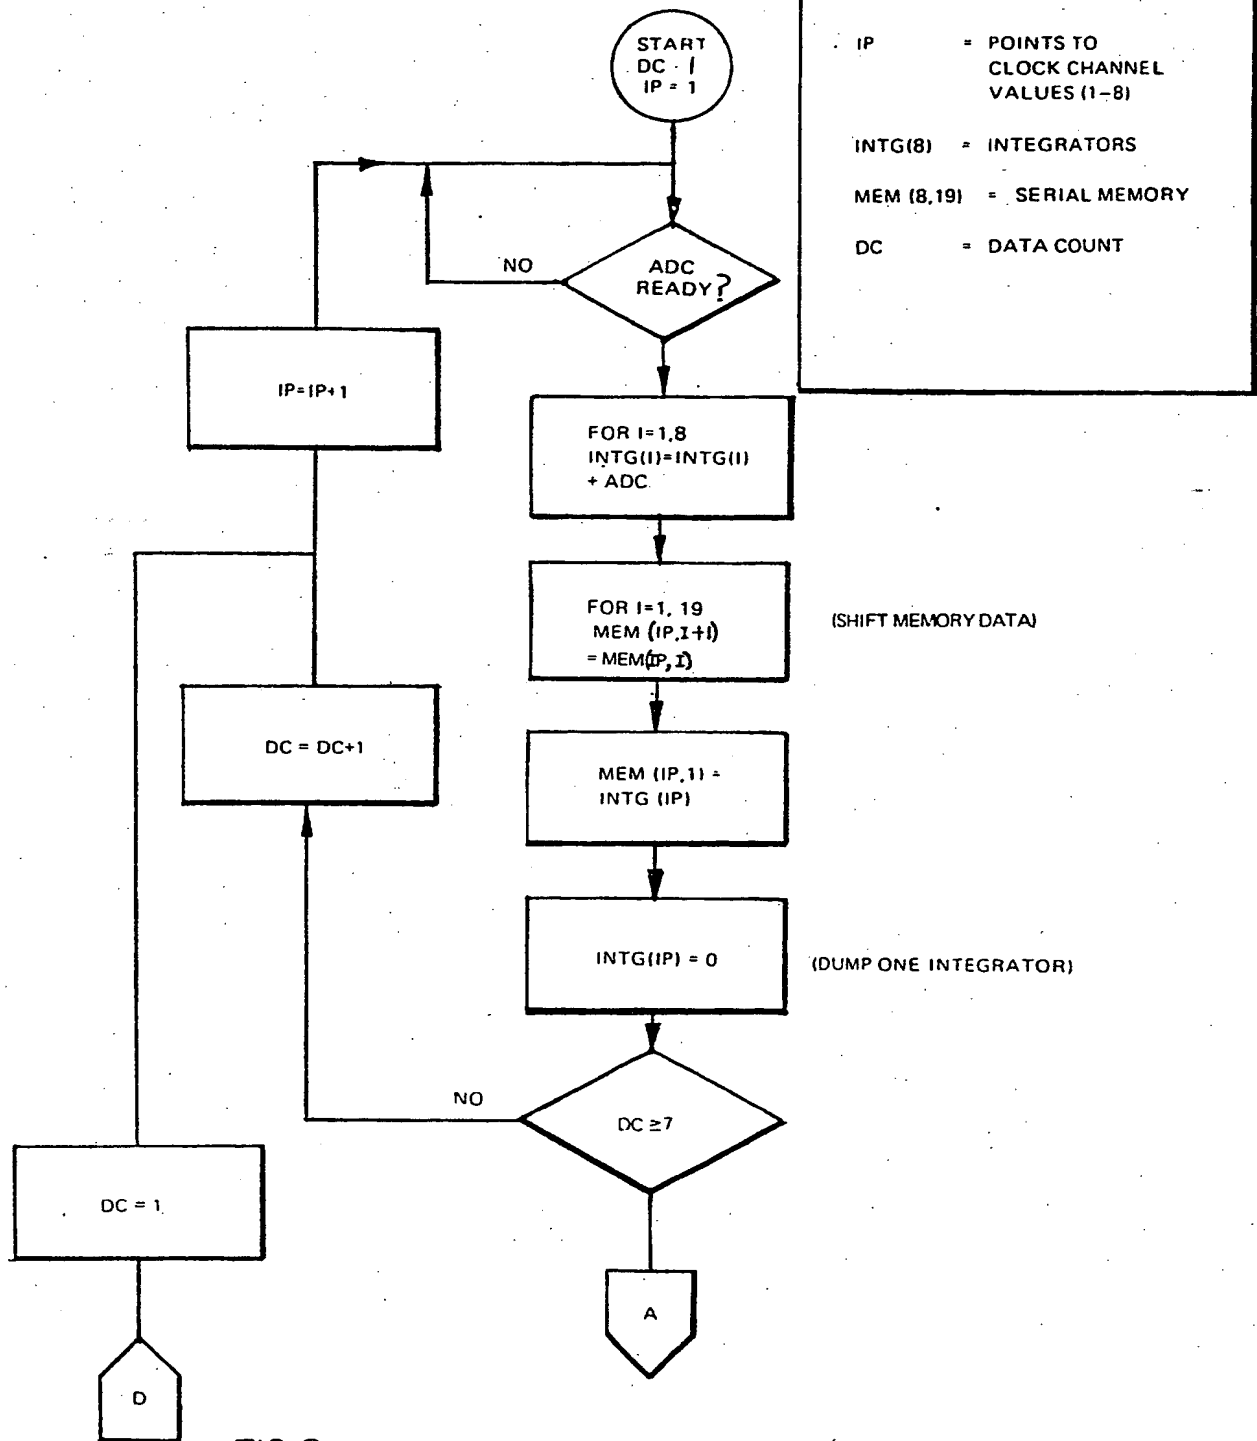 START
DC · 1
IP = 1
IP = POINTS TO
CLOCK CHANNEL
VALUES (1-8)
INTG(8) = INTEGRATORS
MEM (8,19) = SERIAL MEMORY
DC = DATA COUNT
NO
ADC
READY?
IP=IP+1
FOR I=1,8
INTG(I)=INTG(I)
+ ADC
FOR I=1, 19
MEM (IP,I+1)
= MEM(IP,I)
(SHIFT MEMORY DATA)
DC = DC+1
MEM (IP,1) =
INTG (IP)
INTG(IP) = 0
(DUMP ONE INTEGRATOR)
NO
DC ≥7
DC = 1
A
D